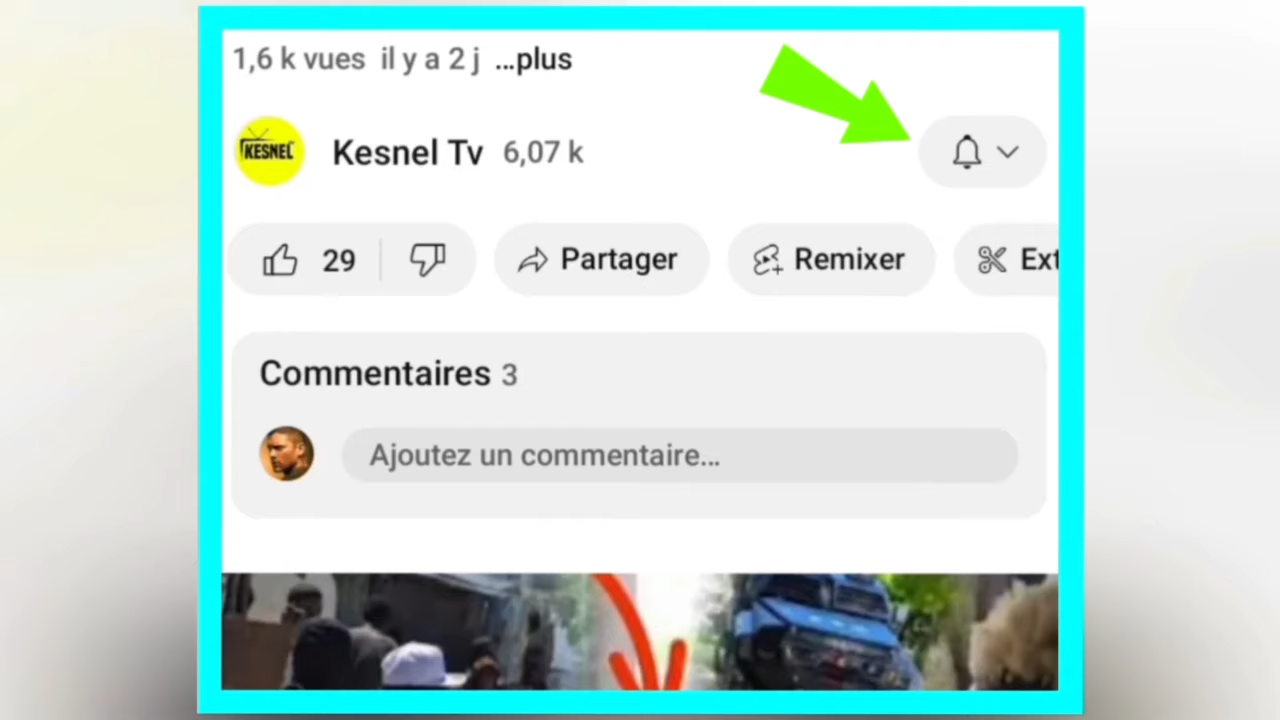 1,6 k vues il y a 2 j ...plus
KESNEL
Kesnel Tv 6,07 k
29 Partager Remixer Ext
Commentaires 3
Ajoutez un commentaire...